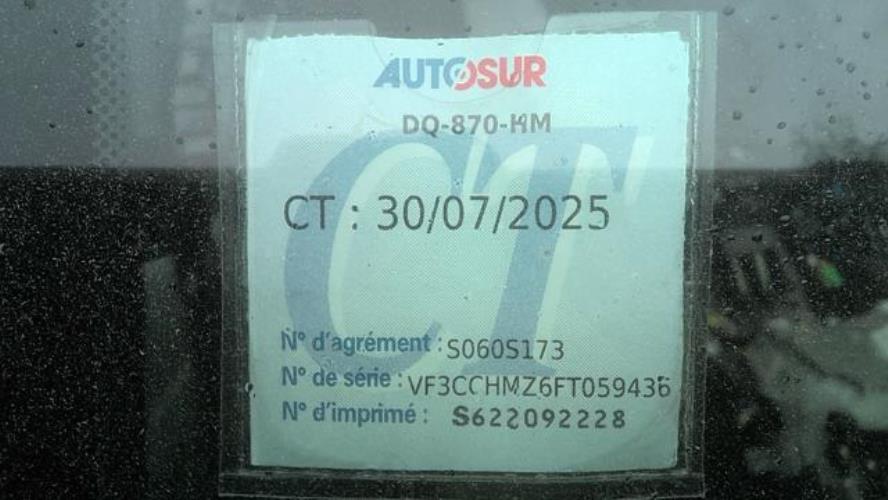 AUTOSUR
DQ-870-HM
CT : 30/07/2025
CT
N° d'agrément : S060S173
N° de série : VF3CCHMZ6FT059436
N° d'imprimé : S622092228